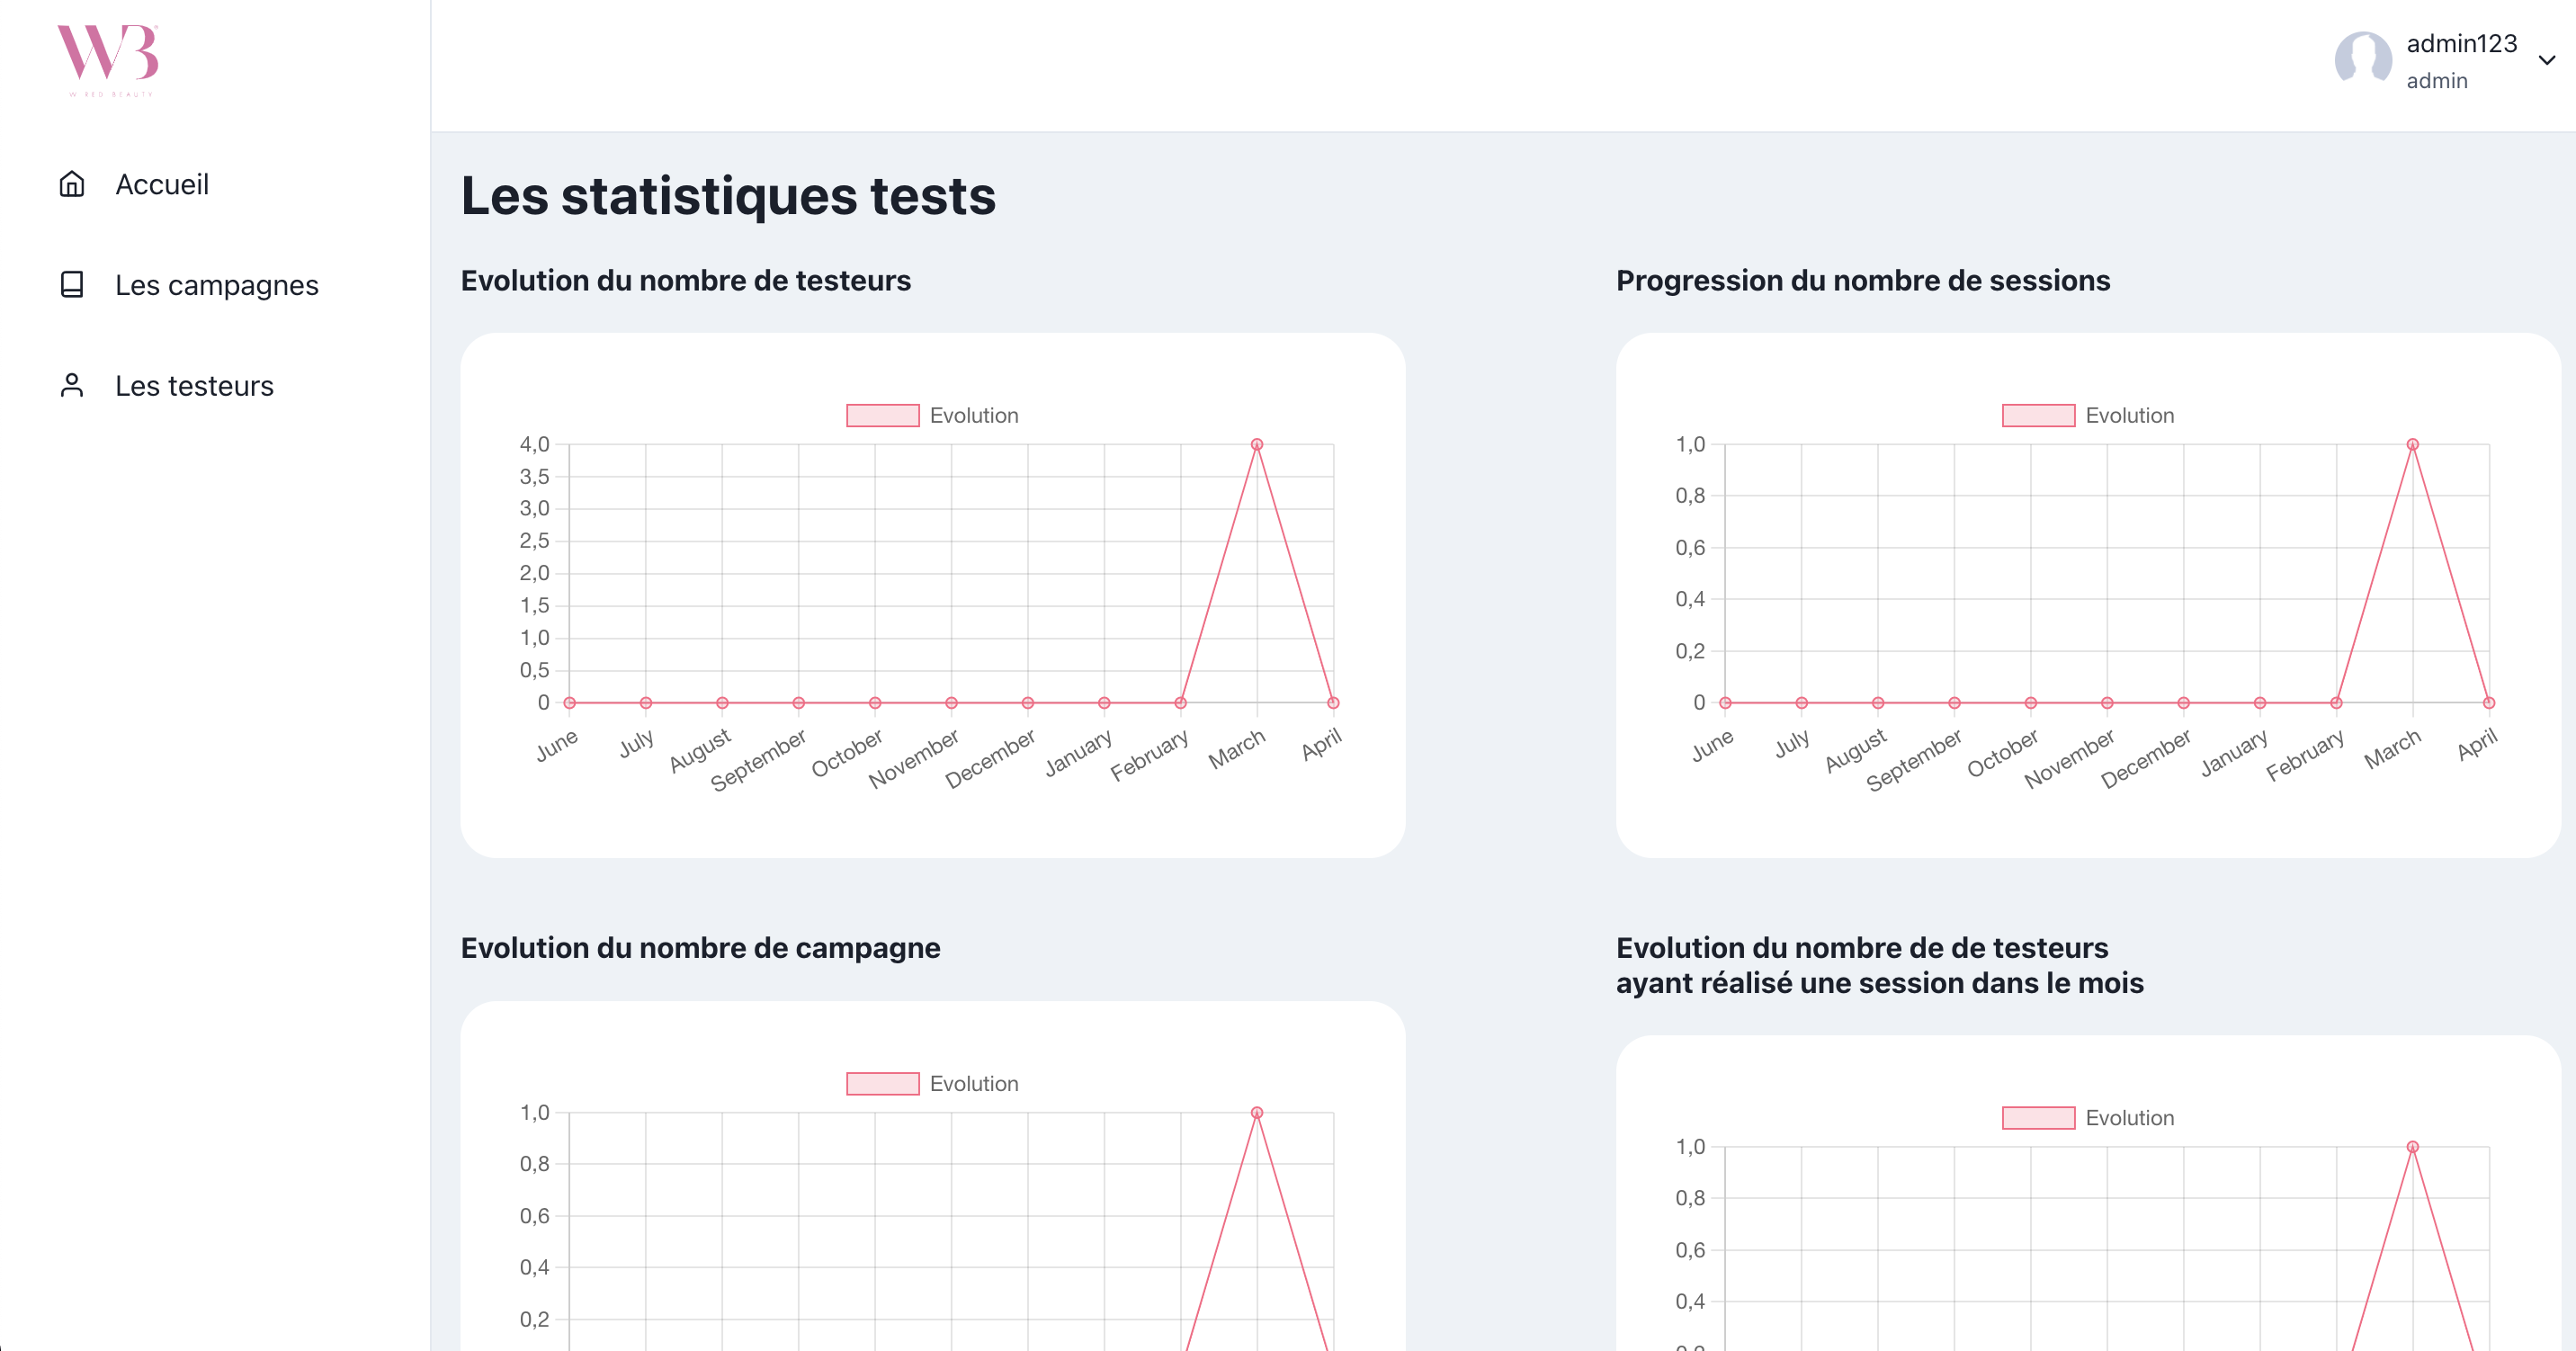 WB
WIRED BEAUTY
admin123
admin
Accueil
Les campagnes
Les testeurs
Les statistiques tests
Evolution du nombre de testeurs
Evolution
4,0
3,5
3,0
2,5
2,0
1,5
1,0
0,5
0
June
July
August
September
October
November
December
January
February
March
April
Progression du nombre de sessions
Evolution
1,0
0,8
0,6
0,4
0,2
0
June
July
August
September
October
November
December
January
February
March
April
Evolution du nombre de campagne
Evolution
1,0
0,8
0,6
0,4
0,2
Evolution du nombre de de testeurs
ayant réalisé une session dans le mois
Evolution
1,0
0,8
0,6
0,4